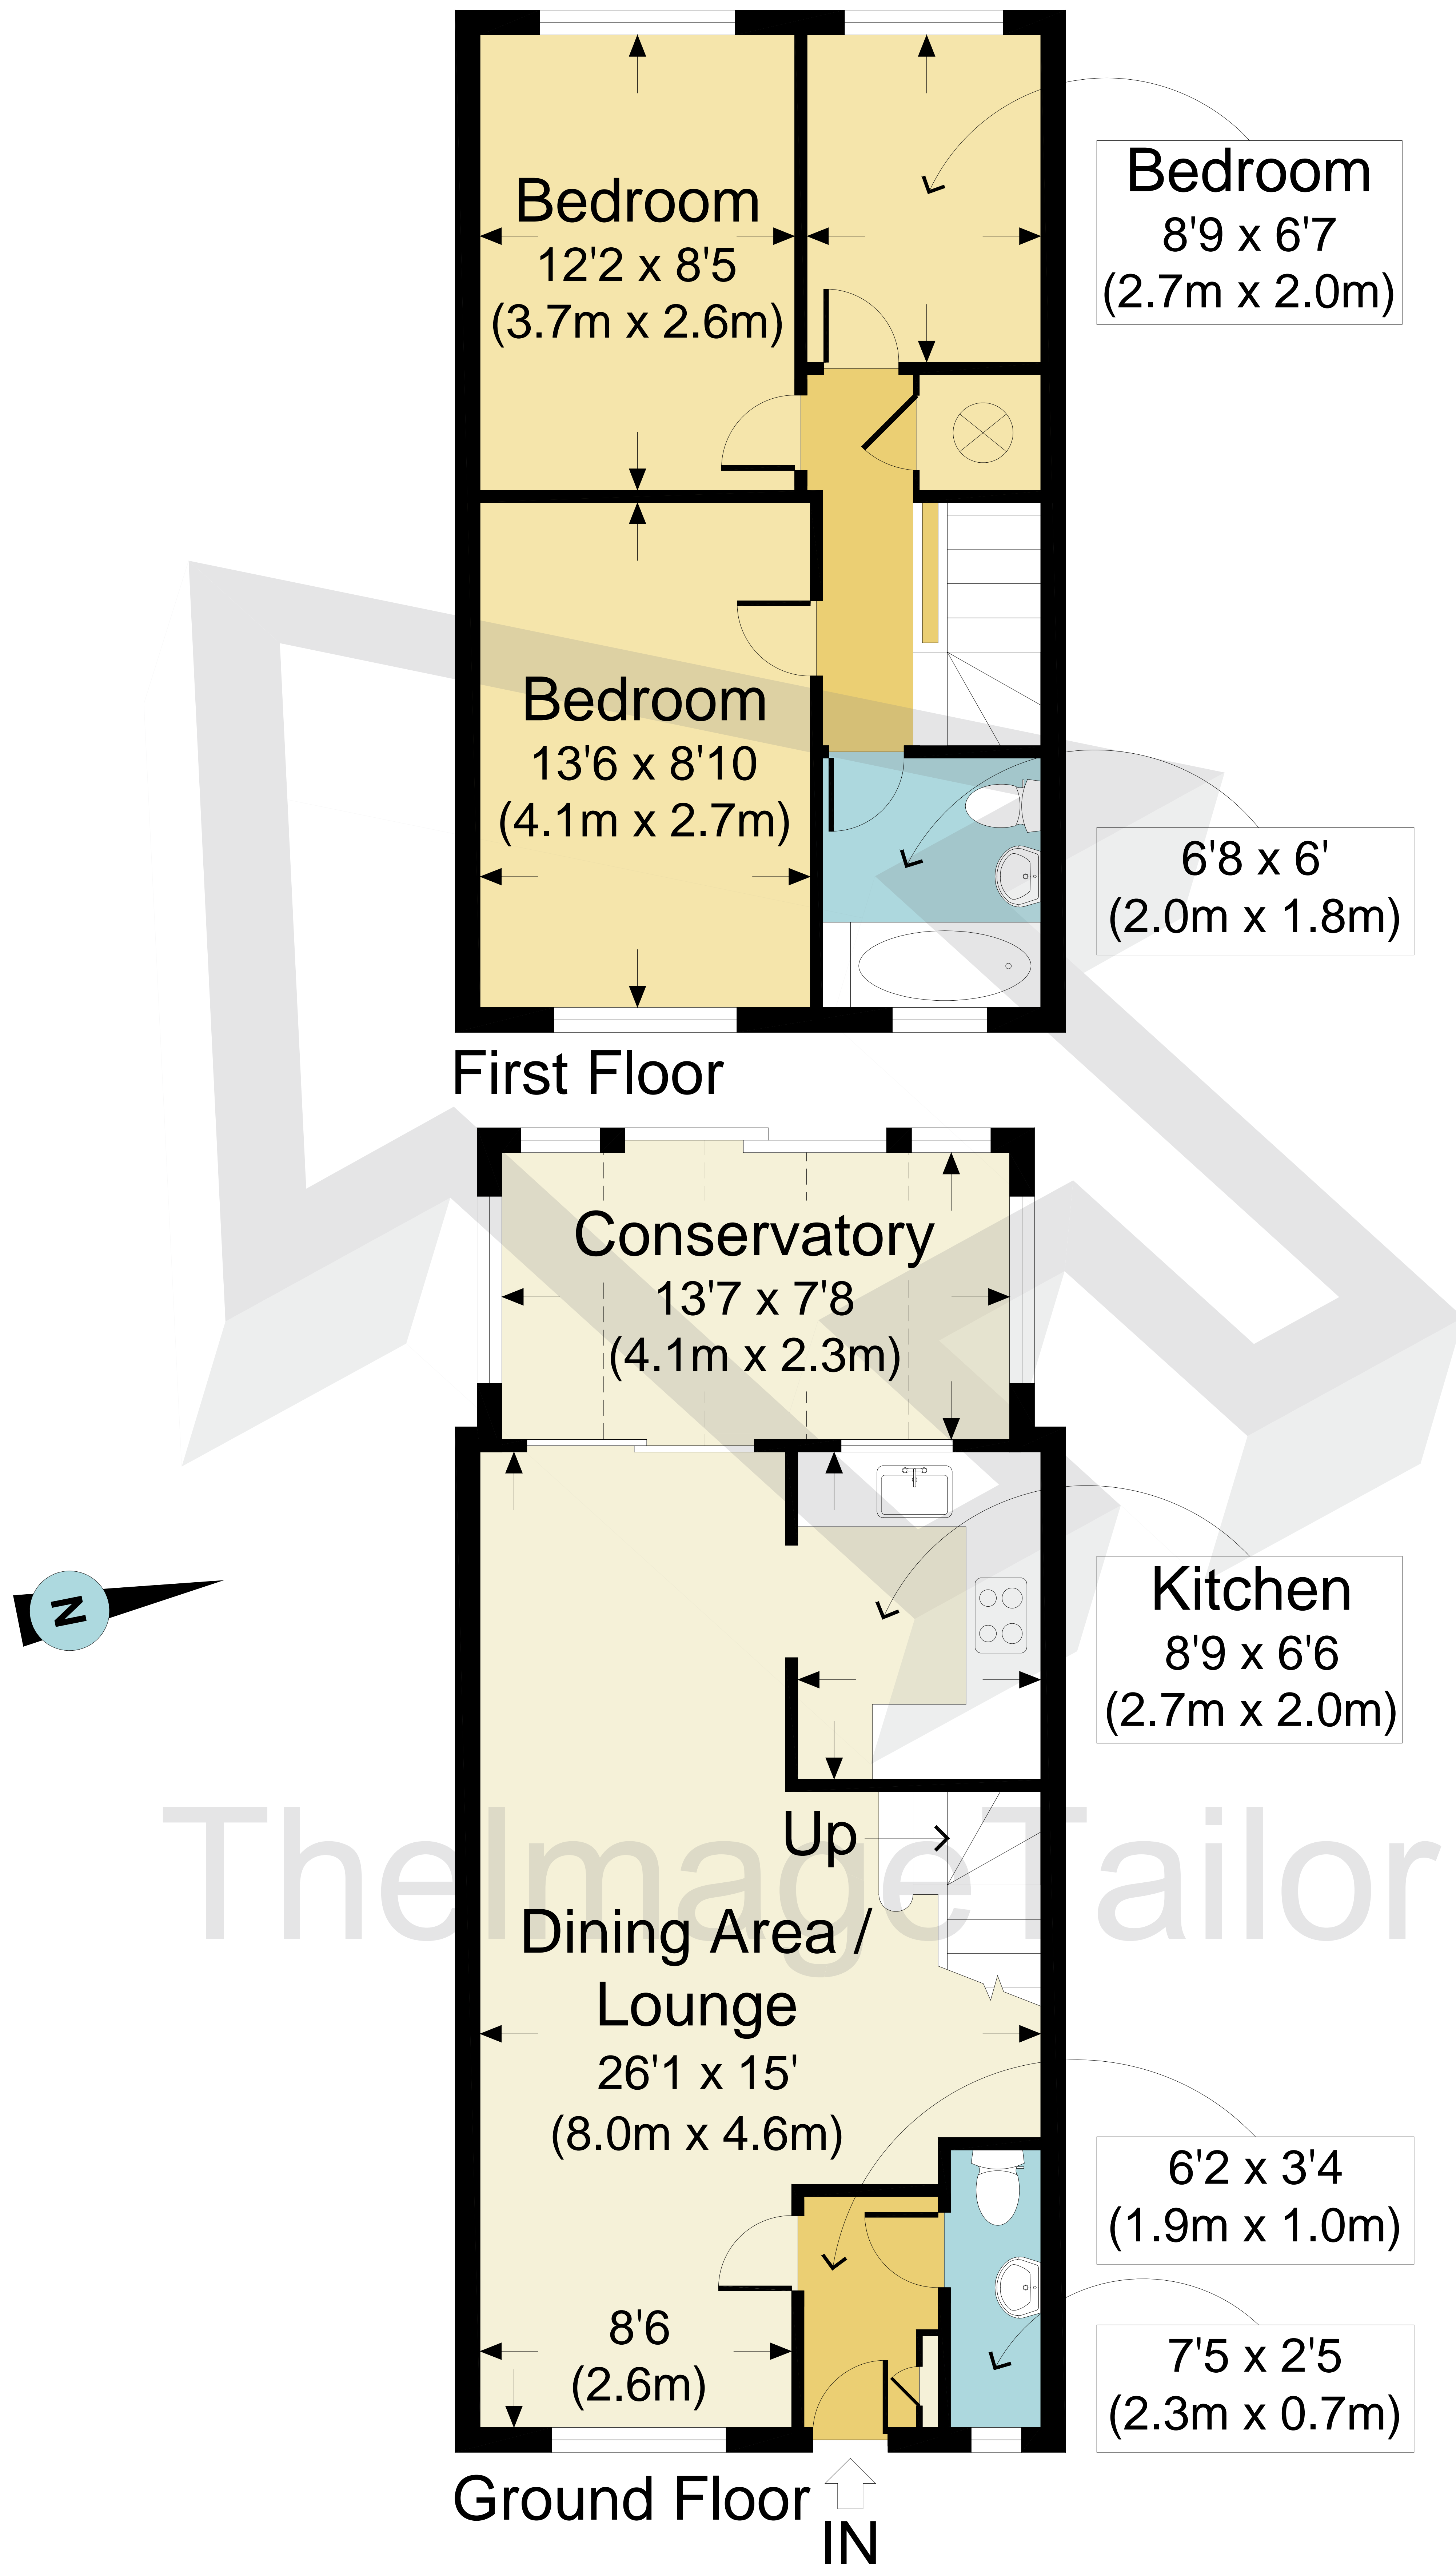 Bedroom
12'2 x 8'5
(3.7m x 2.6m)
Bedroom
8'9 x 6'7
(2.7m x 2.0m)
Bedroom
13'6 x 8'10
(4.1m x 2.7m)
6'8 x 6'
(2.0m x 1.8m)
First Floor
Conservatory
13'7 x 7'8
(4.1m x 2.3m)
N
Kitchen
8'9 x 6'6
(2.7m x 2.0m)
Up
TheImageTailor
Dining Area /
Lounge
26'1 x 15'
(8.0m x 4.6m)
6'2 x 3'4
(1.9m x 1.0m)
8'6
(2.6m)
7'5 x 2'5
(2.3m x 0.7m)
Ground Floor
IN